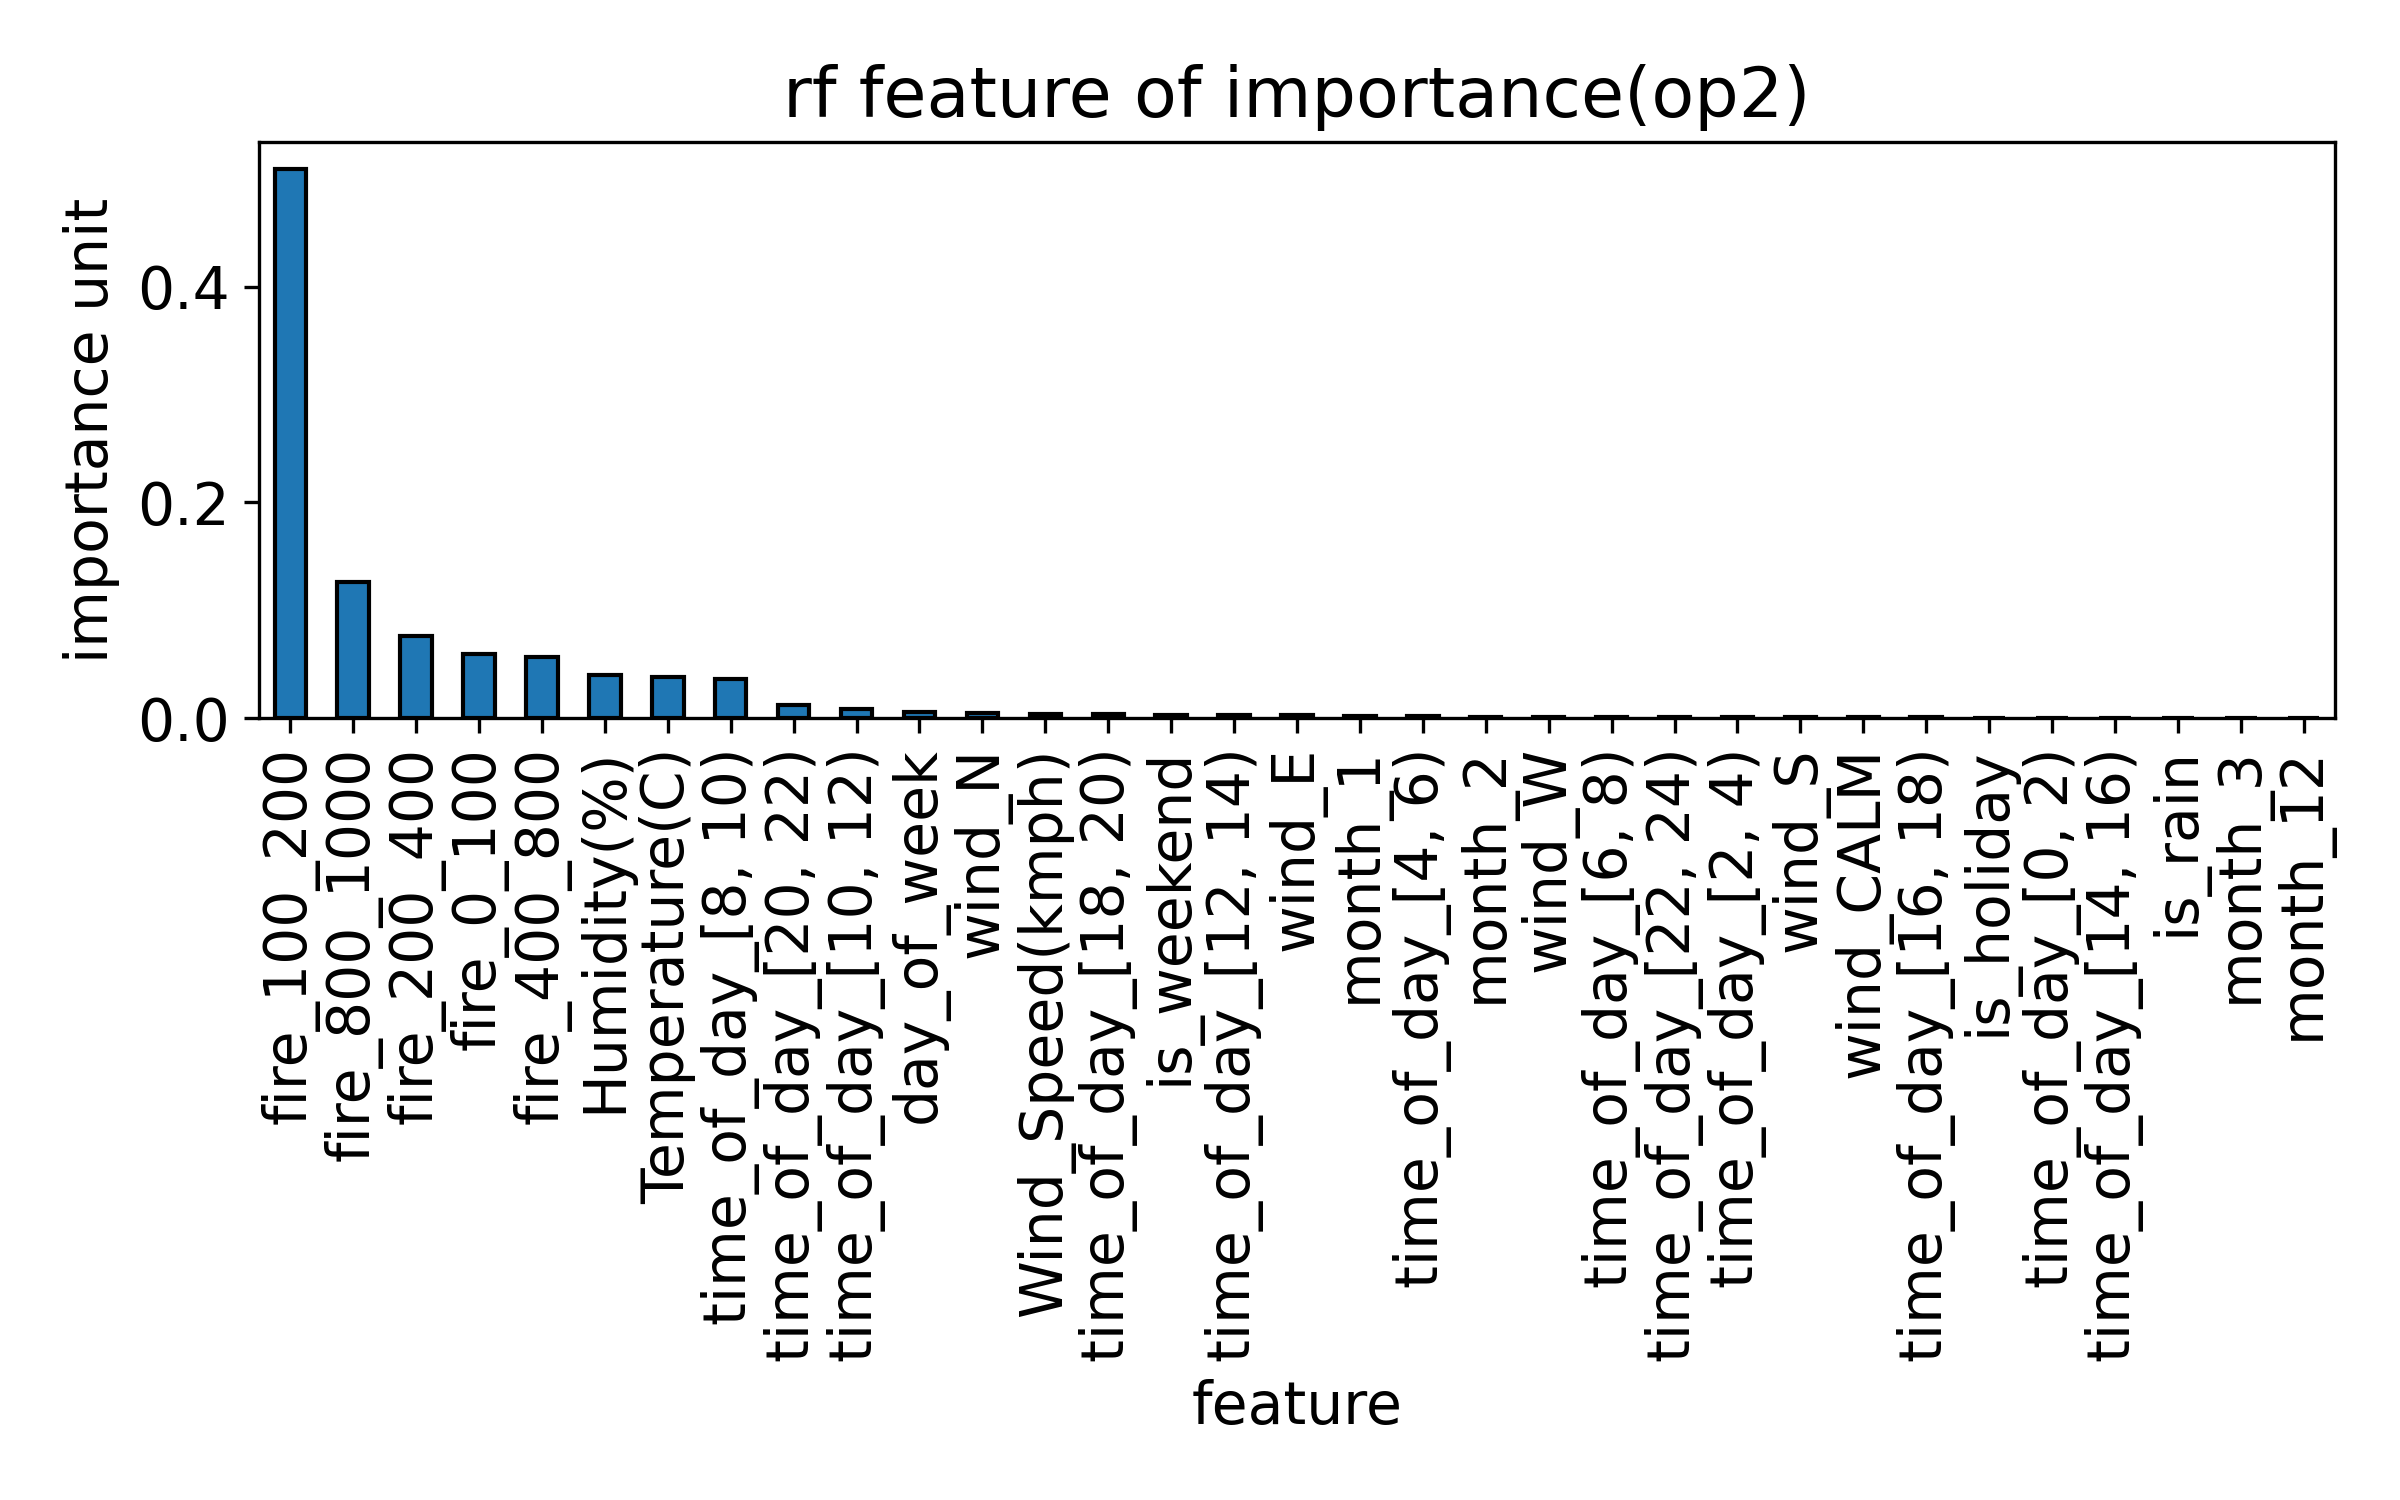 rf feature of importance(op2)
importance unit
0.4
0.2
0.0
fire_100_200
fire_800_1000
fire_200_400
fire_0_100
fire_400_800
Humidity(%)
Temperature(C)
time_of_day_[8, 10)
time_of_day_[20, 22)
time_of_day_[10, 12)
day_of_week
wind_N
Wind_Speed(kmph)
time_of_day_[18, 20)
is_weekend
time_of_day_[12, 14)
wind_E
month_1
time_of_day_[4, 6)
month_2
wind_W
time_of_day_[6, 8)
time_of_day_[22, 24)
time_of_day_[2, 4)
wind_S
wind_CALM
time_of_day_[16, 18)
is_holiday
time_of_day_[0, 2)
time_of_day_[14, 16)
is_rain
month_3
month_12
feature